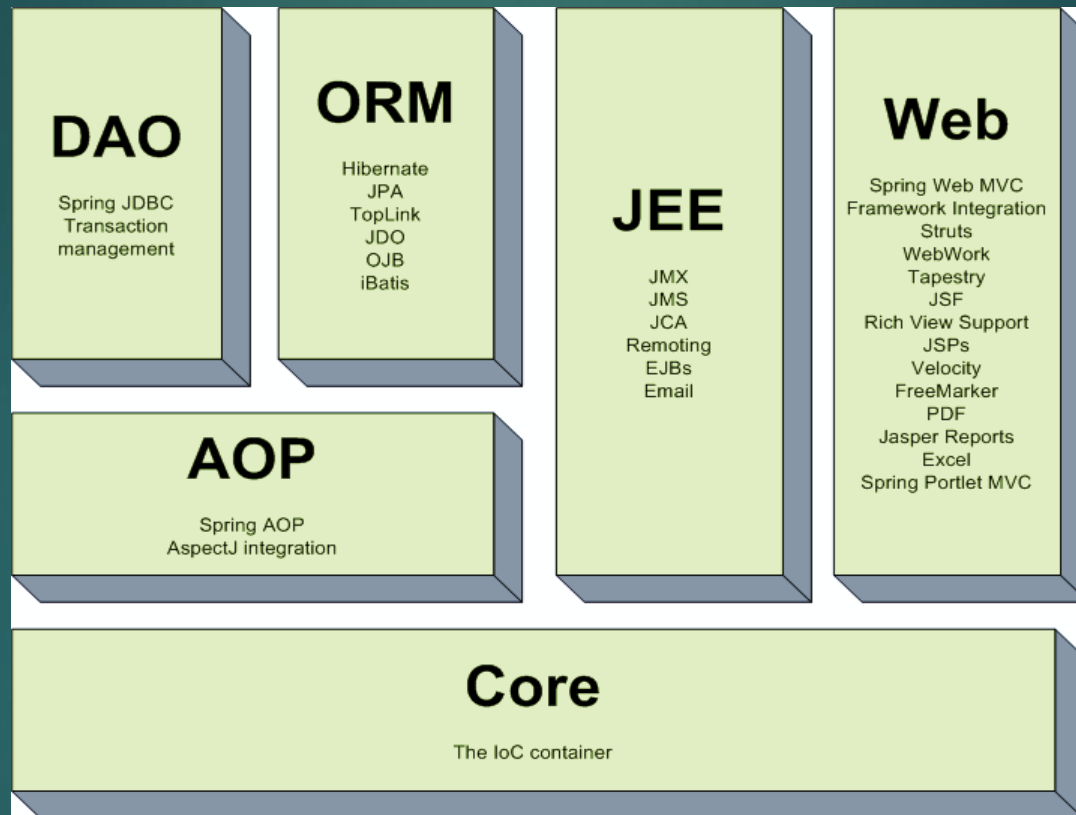 DAO
Spring JDBC
Transaction
management
ORM
Hibernate
JPA
TopLink
JDO
OJB
iBatis
JEE
JMX
JMS
JCA
Remoting
EJBs
Email
Web
Spring Web MVC
Framework Integration
Struts
WebWork
Tapestry
JSF
Rich View Support
JSPs
Velocity
FreeMarker
PDF
Jasper Reports
Excel
Spring Portlet MVC
AOP
Spring AOP
AspectJ integration
Core
The IoC container